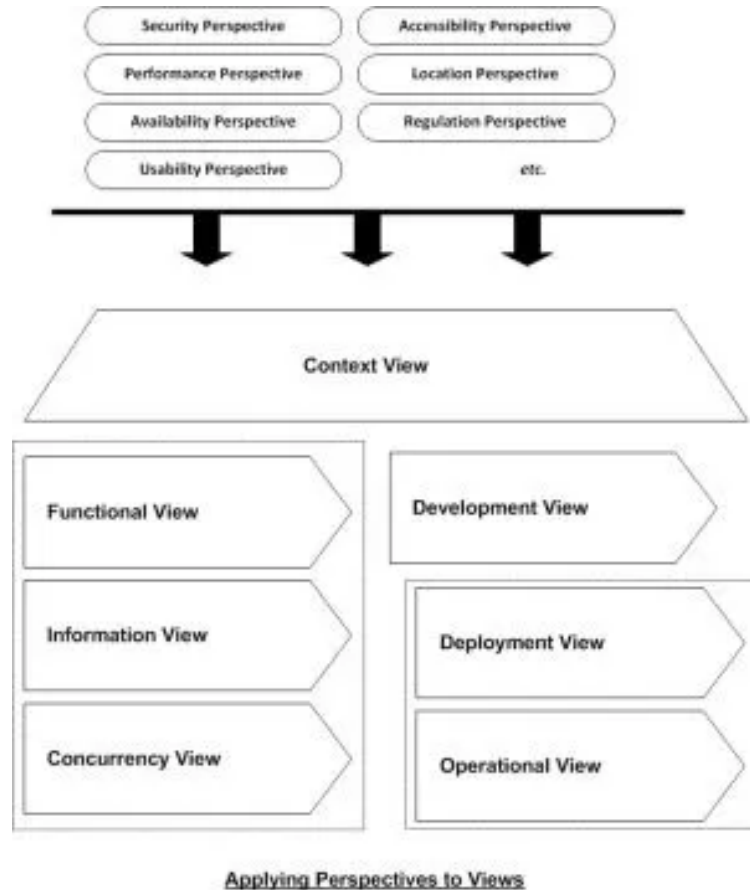 Security Perspective
Accessibility Perspective
Performance Perspective
Location Perspective
Availability Perspective
Regulation Perspective
Usability Perspective
etc.
Context View
Functional View
Development View
Information View
Deployment View
Concurrency View
Operational View
Applying Perspectives to Views